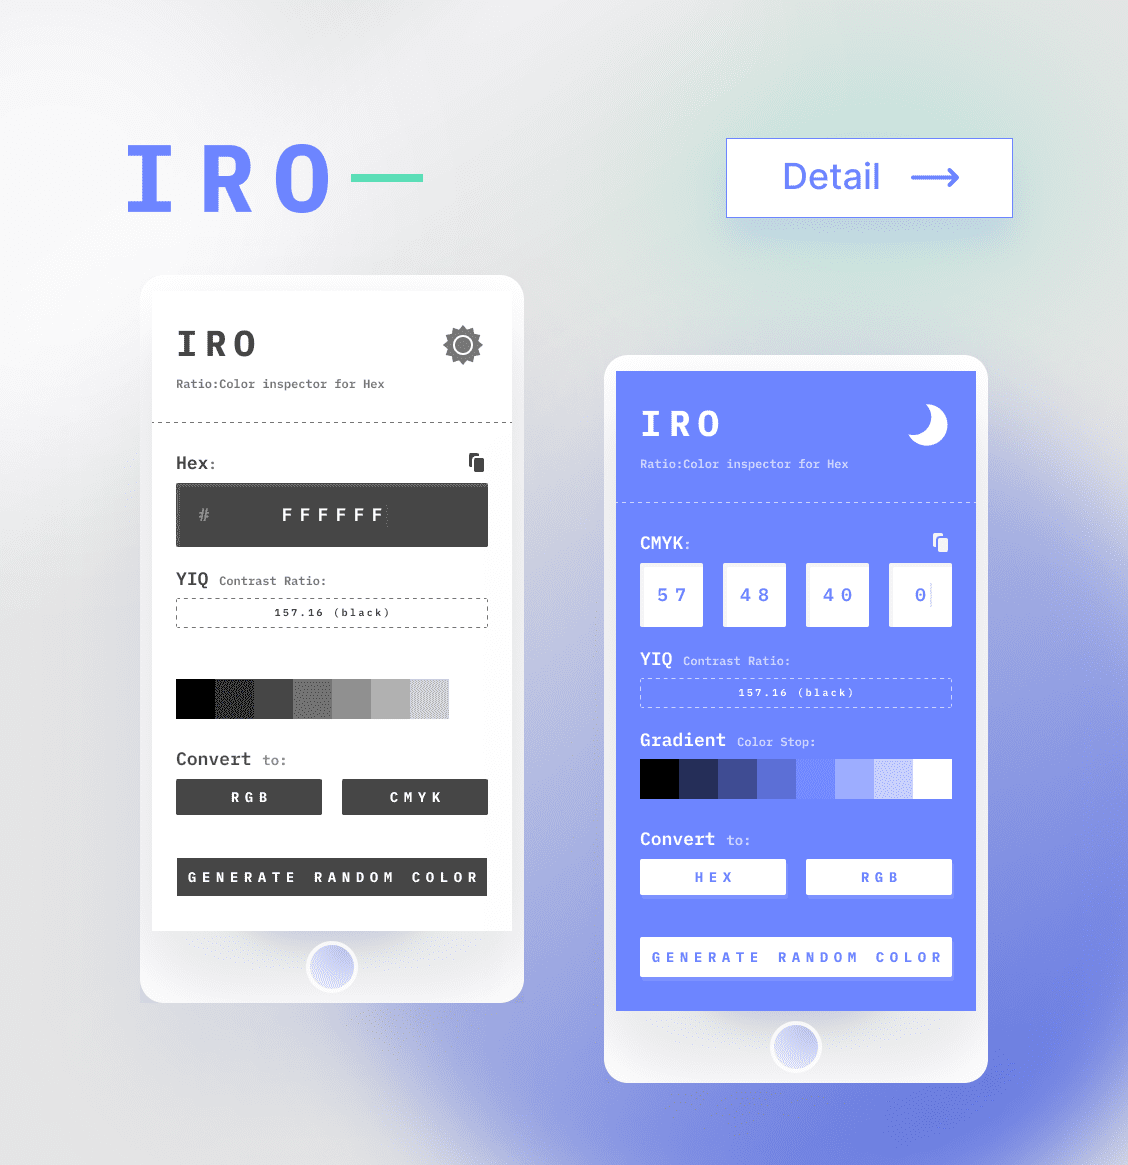 IRO
Detail
IRO
Ratio:Color inspector for Hex
Hex:
# FFFFFF
YIQ Contrast Ratio:
157.16 (black)
Convert to:
RGB CMYK
GENERATE RANDOM COLOR
IRO
Ratio:Color inspector for Hex
CMYK:
57 48 40 0
YIQ Contrast Ratio:
157.16 (black)
Gradient Color Stop:
Convert to:
HEX RGB
GENERATE RANDOM COLOR